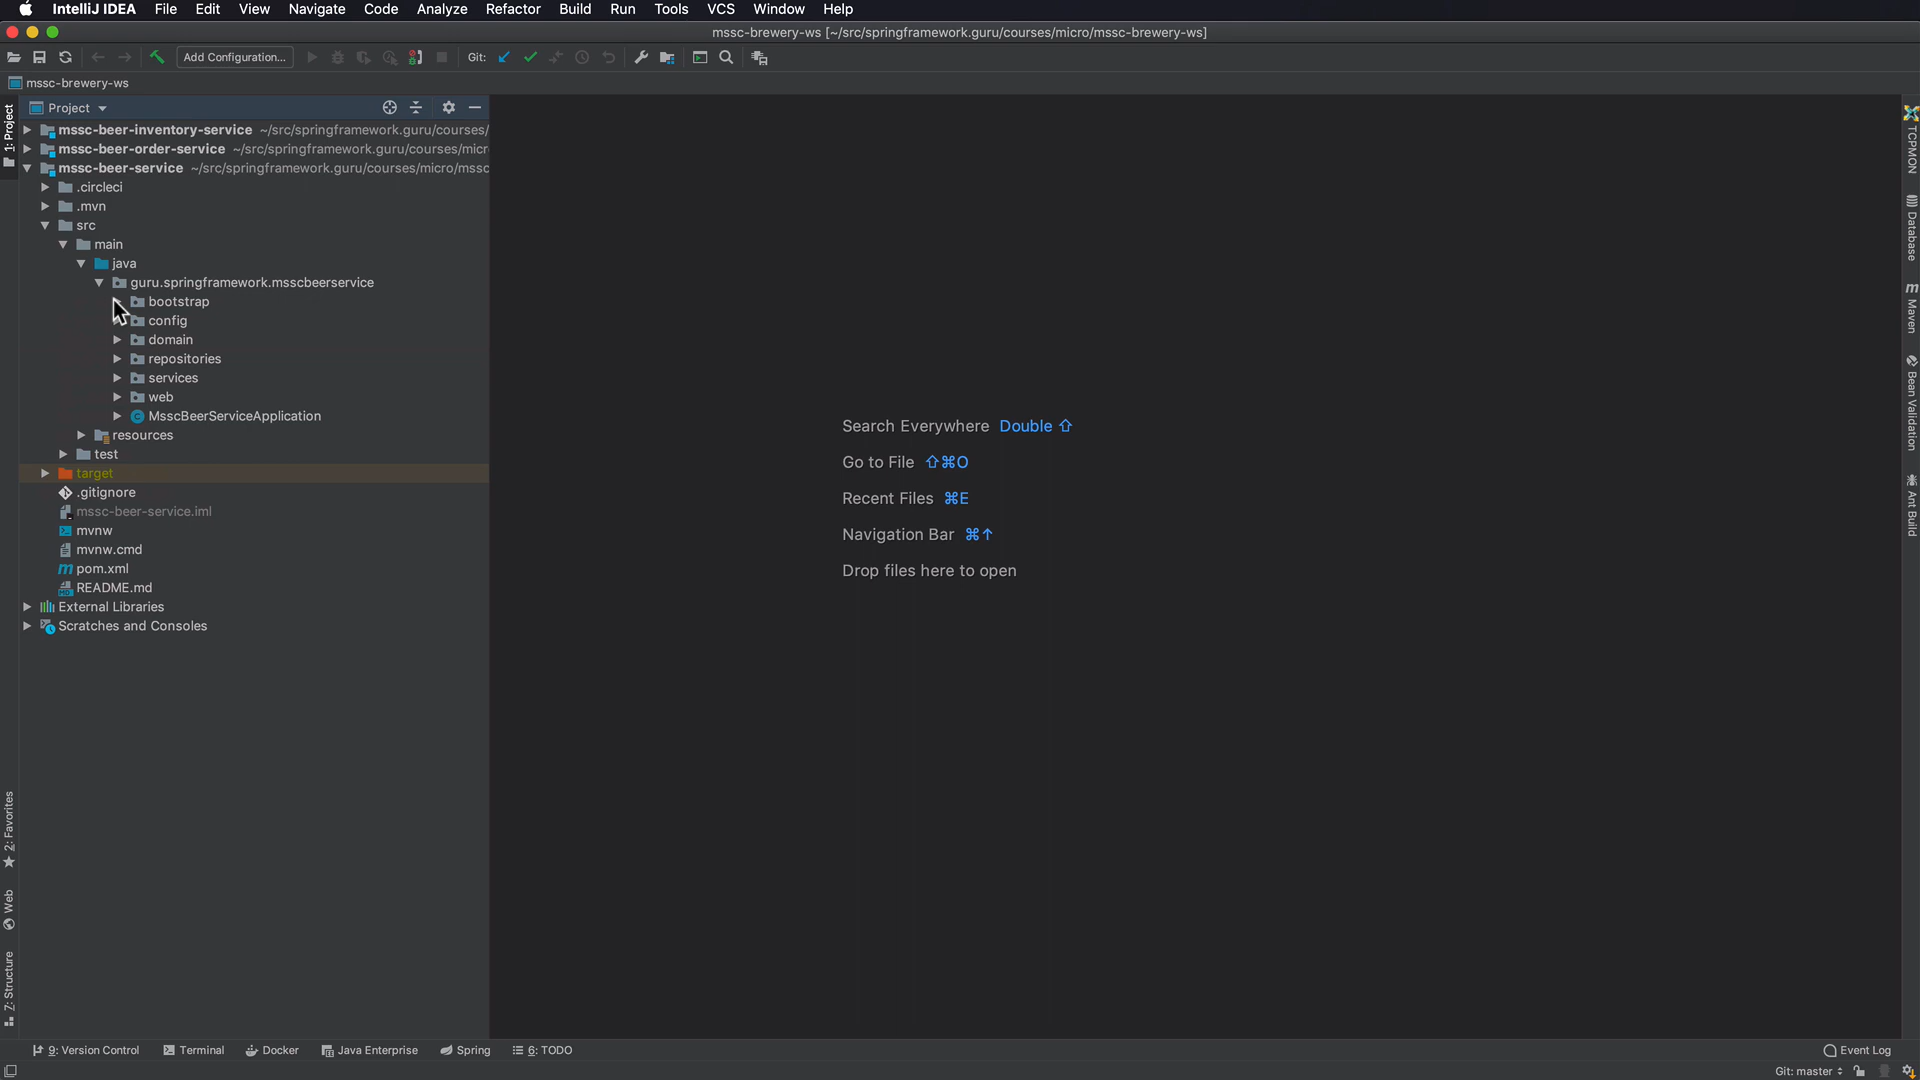 IntelliJ IDEA File Edit View Navigate Code Analyze Refactor Build Run Tools VCS Window Help
mssc-brewery-ws [~/src/springframework.guru/courses/micro/mssc-brewery-ws]
Add Configuration... Git:
mssc-brewery-ws
Project
mssc-beer-inventory-service ~/src/springframework.guru/courses/
mssc-beer-order-service ~/src/springframework.guru/courses/micr
mssc-beer-service ~/src/springframework.guru/courses/micro/mssc
.circleci
.mvn
src
main
java
guru.springframework.msscbeerservice
bootstrap
config
domain
repositories
services
web
MsscBeerServiceApplication
resources
test
target
.gitignore
mssc-beer-service.iml
mvnw
mvnw.cmd
pom.xml
README.md
External Libraries
Scratches and Consoles
Search Everywhere Double ⇧
Go to File ⇧⌘O
Recent Files ⌘E
Navigation Bar ⌘↑
Drop files here to open
1: Project
2: Favorites
Web
7: Structure
TCPMON
Database
Maven
Bean Validation
Ant Build
9: Version Control Terminal Docker Java Enterprise Spring 6: TODO Event Log
Git: master